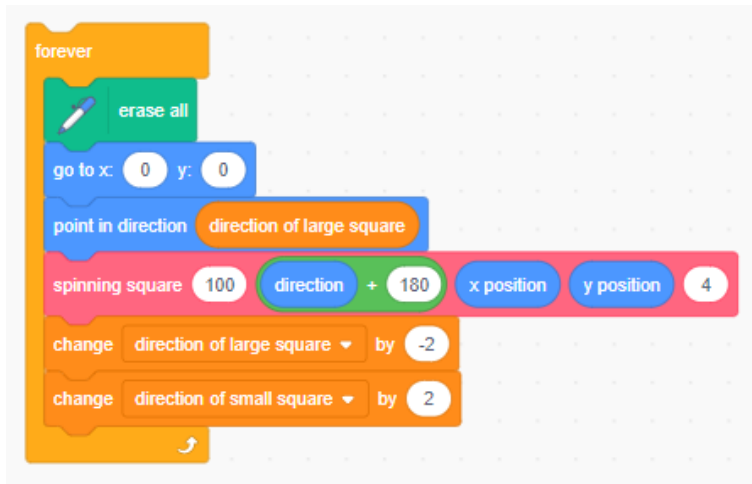 forever
erase all
go to x: 0 y: 0
point in direction direction of large square
spinning square 100 direction + 180 x position y position 4
change direction of large square by -2
change direction of small square by 2